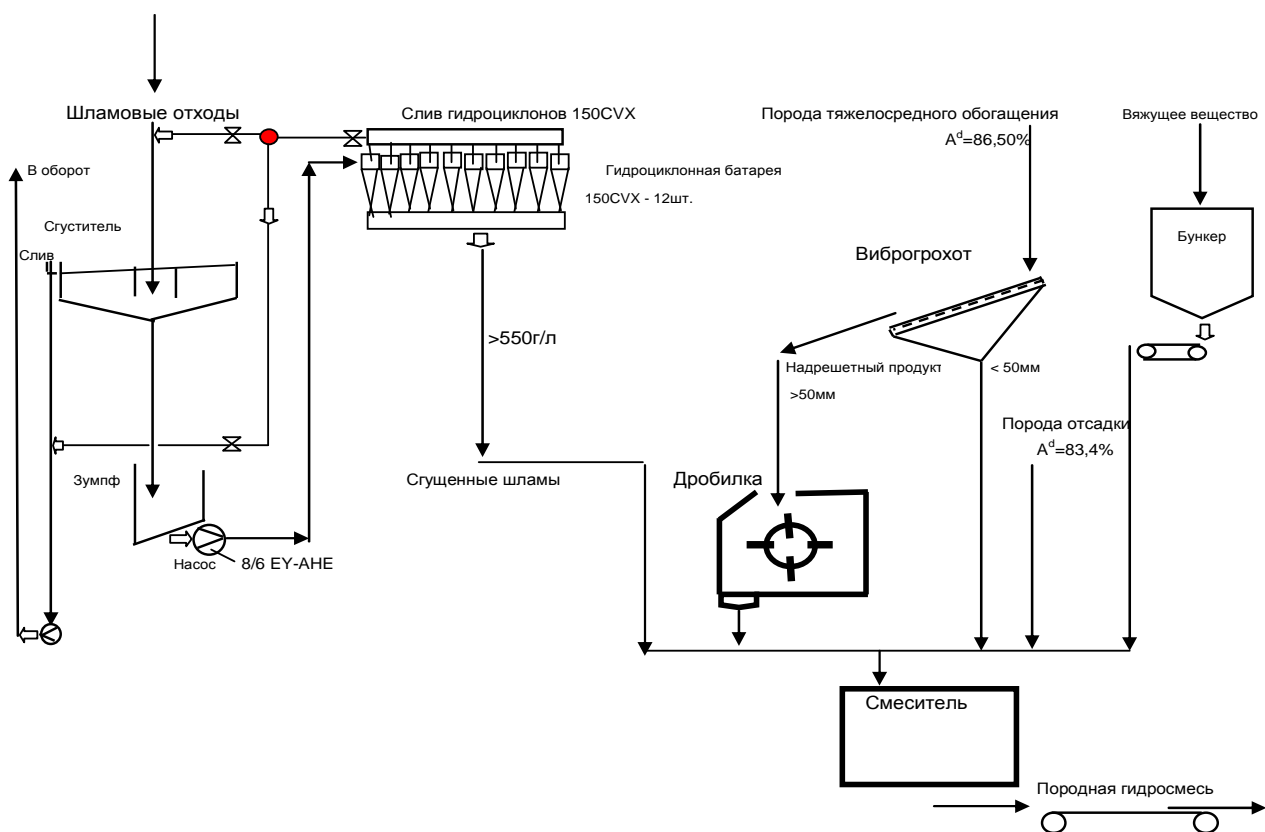 Шламовые отходы
Слив гидроциклонов 150CVX
Порода тяжелосредного обогащения
A^d=86,50%
Вяжущее вещество
В оборот
Гидроциклонная батарея
150CVX - 12шт.
Сгуститель
Слив
Бункер
Виброгрохот
>550г/л
Надрешетный продукт
>50мм
< 50мм
Порода отсадки
A^d=83,4%
Зумпф
Сгущенные шламы
Дробилка
Насос
8/6 EY-AHE
Смеситель
Породная гидросмесь